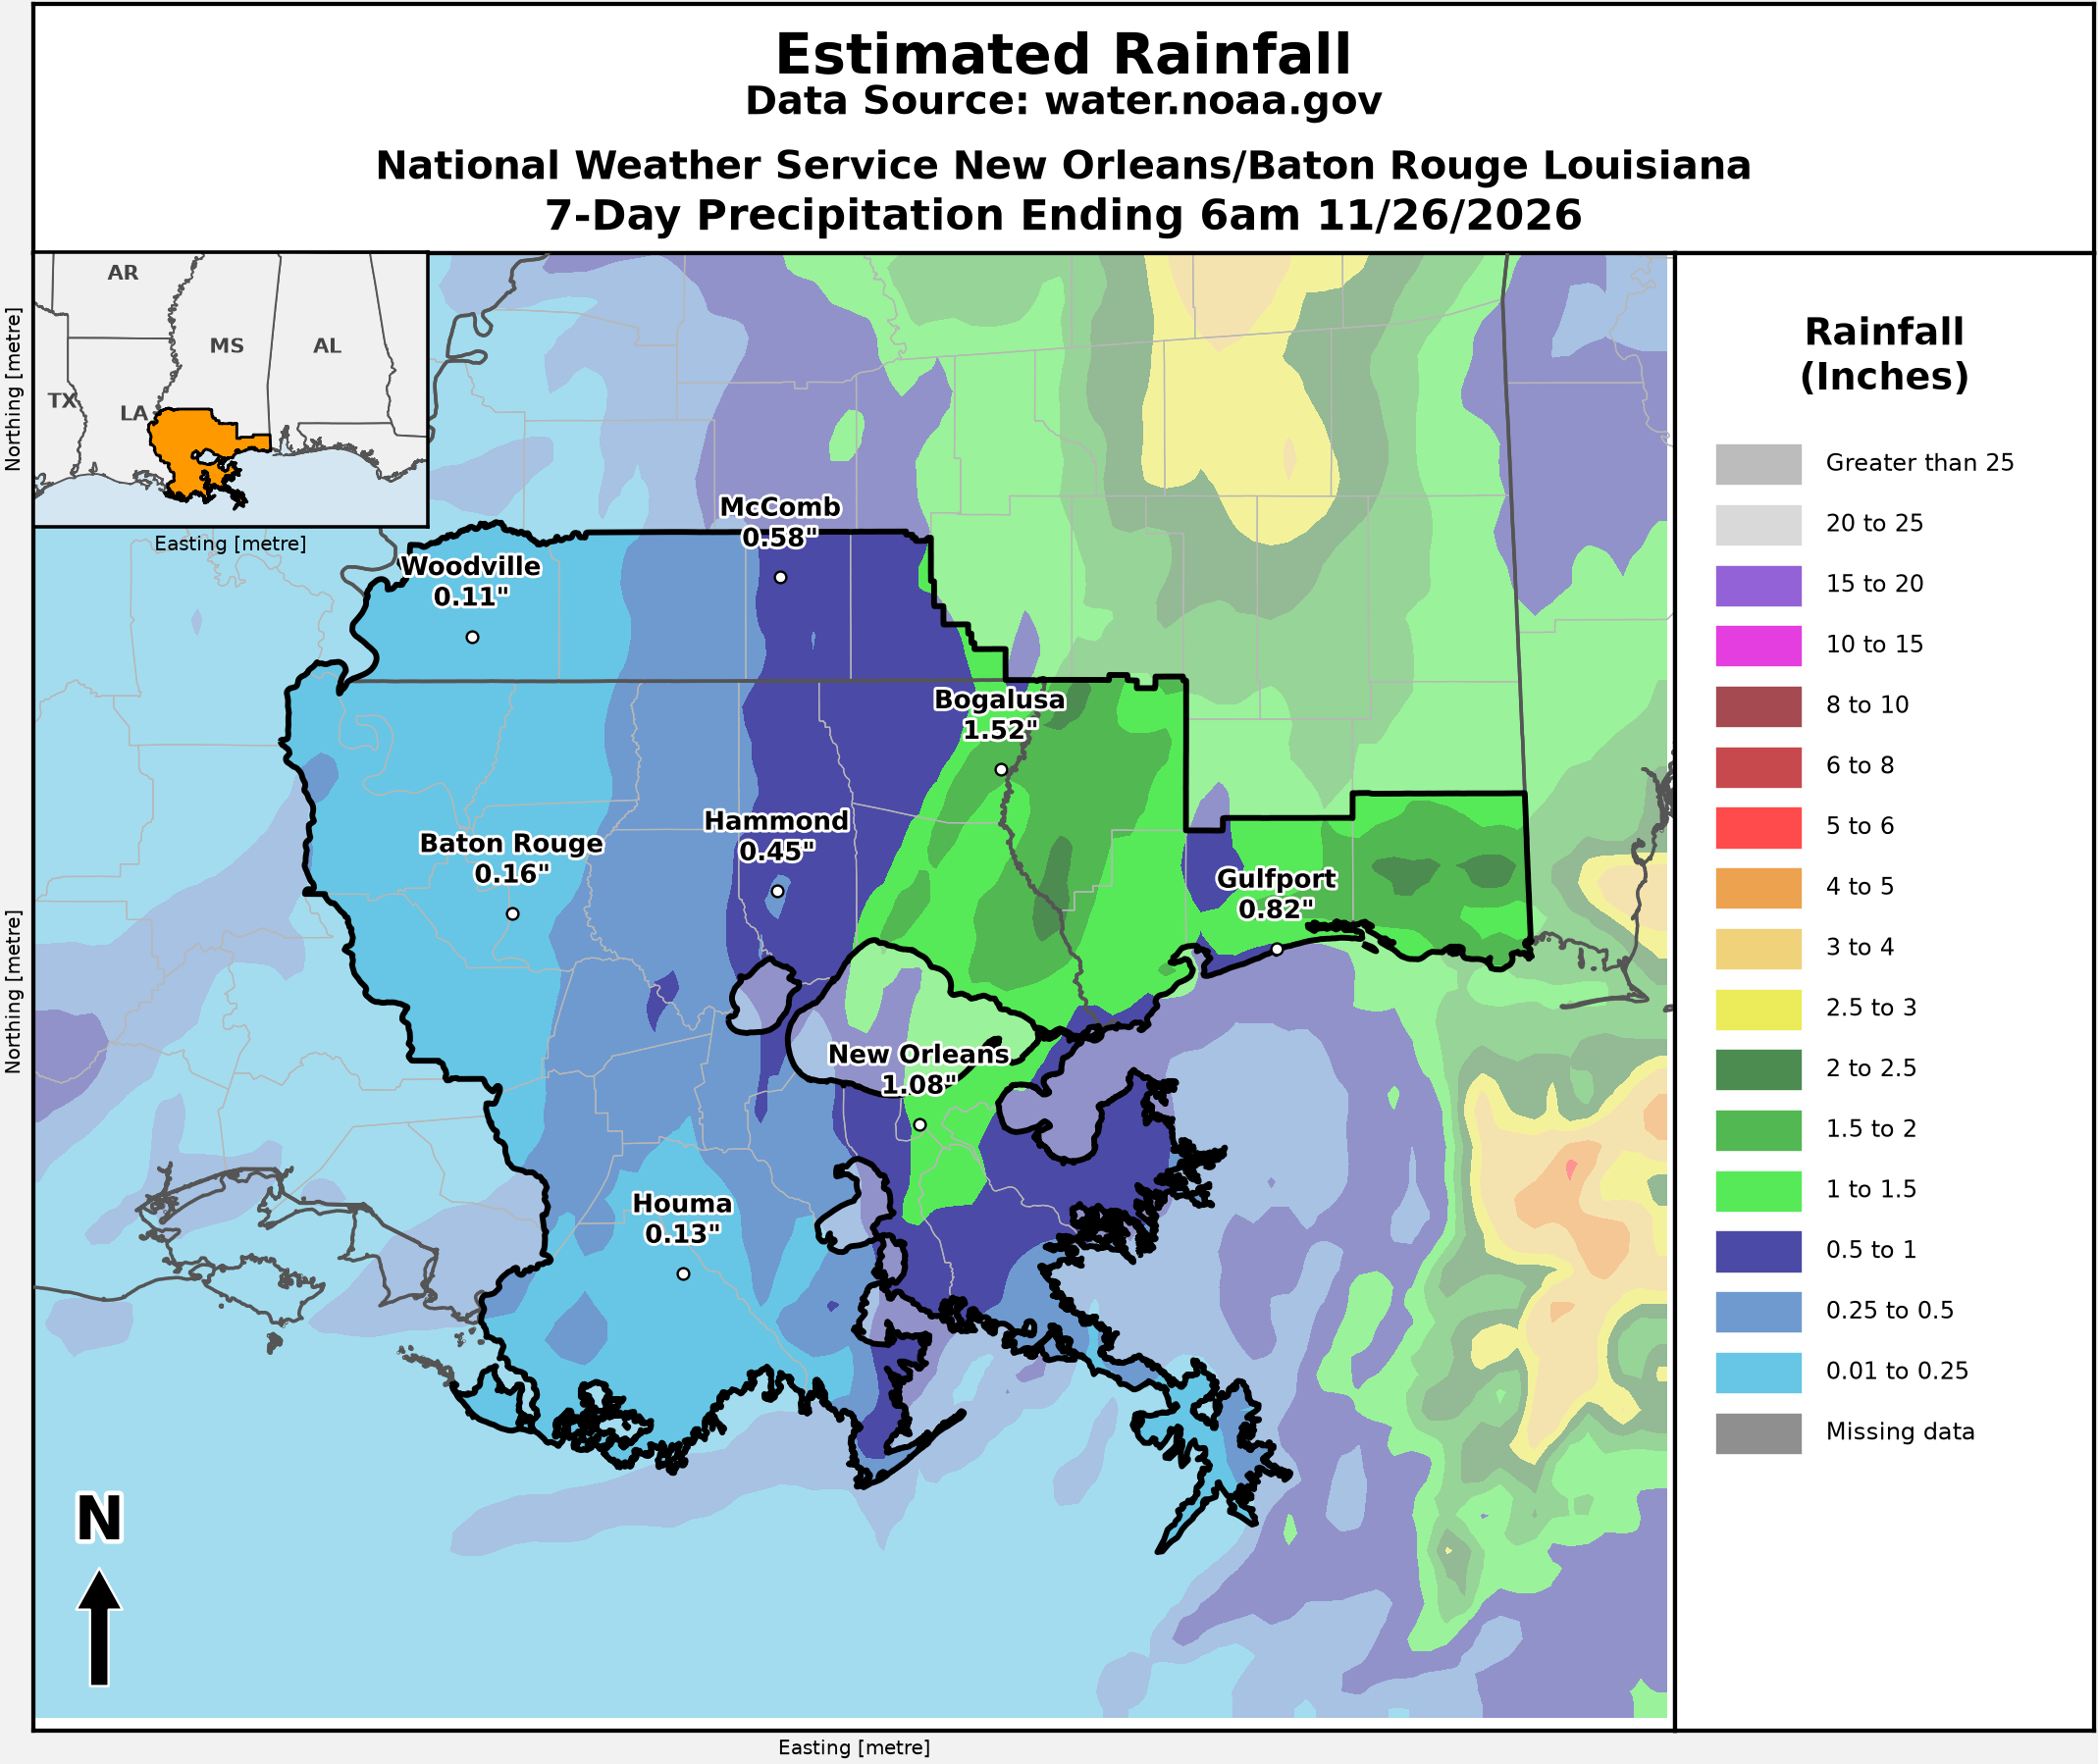 Estimated Rainfall
Data Source: water.noaa.gov
National Weather Service New Orleans/Baton Rouge Louisiana
7-Day Precipitation Ending 6am 11/26/2026
Northing [metre]
AR
MS
AL
TX
LA
Easting [metre]
McComb
0.58"
Woodville
0.11"
Bogalusa
1.52"
Hammond
0.45"
Baton Rouge
0.16"
Gulfport
0.82"
Northing [metre]
New Orleans
1.08"
Houma
0.13"
N
Easting [metre]
Rainfall
(Inches)
Greater than 25
20 to 25
15 to 20
10 to 15
8 to 10
6 to 8
5 to 6
4 to 5
3 to 4
2.5 to 3
2 to 2.5
1.5 to 2
1 to 1.5
0.5 to 1
0.25 to 0.5
0.01 to 0.25
Missing data